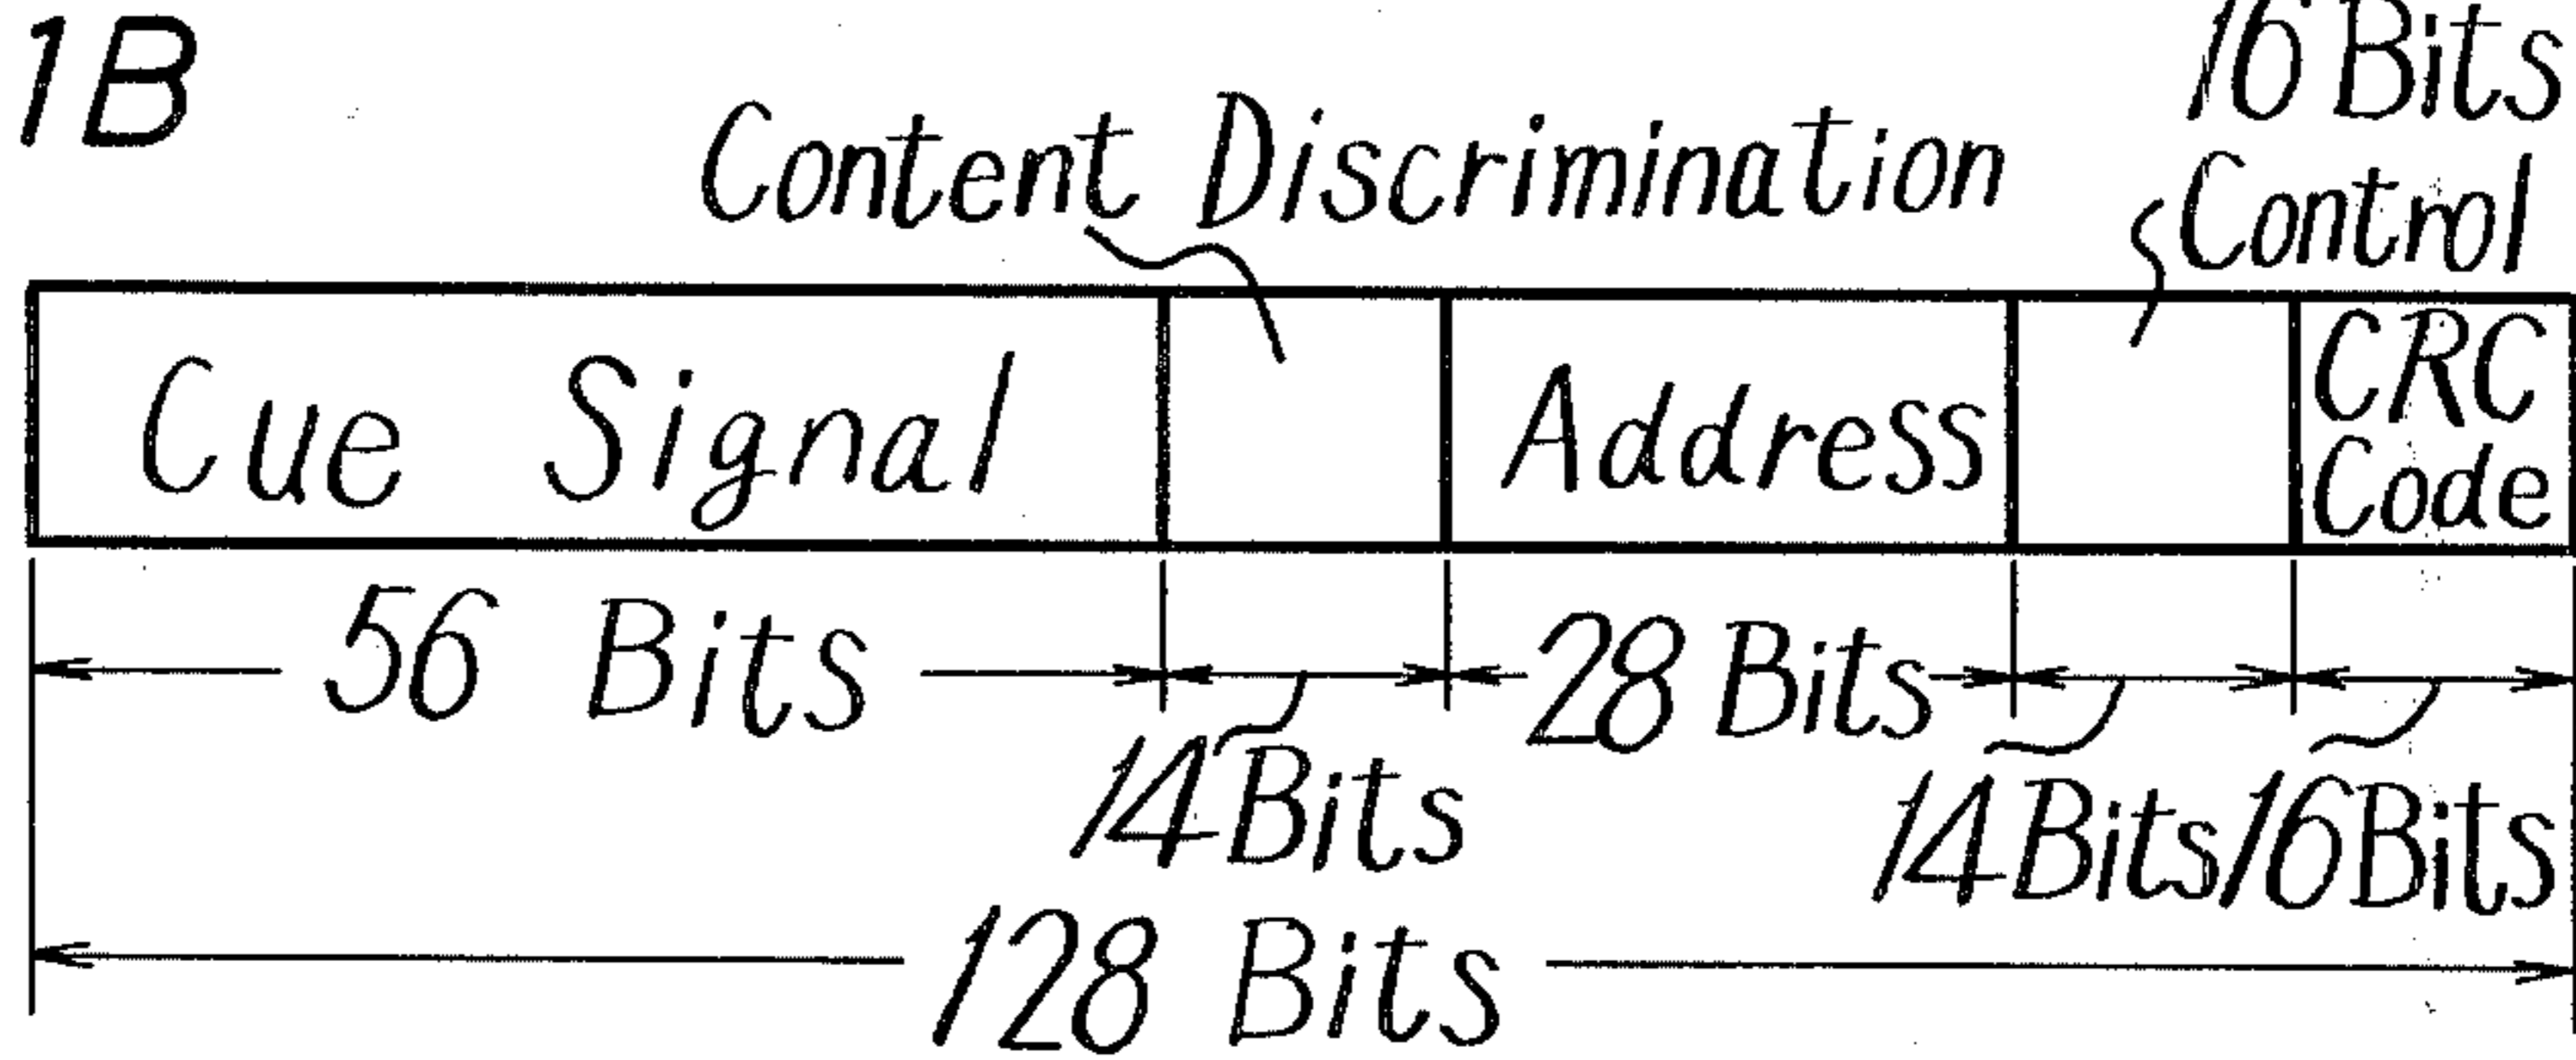 1B
16 Bits
Content Discrimination
Control
Cue Signal
Address
CRC
Code
56 Bits
28 Bits
14 Bits
14 Bits
16 Bits
128 Bits